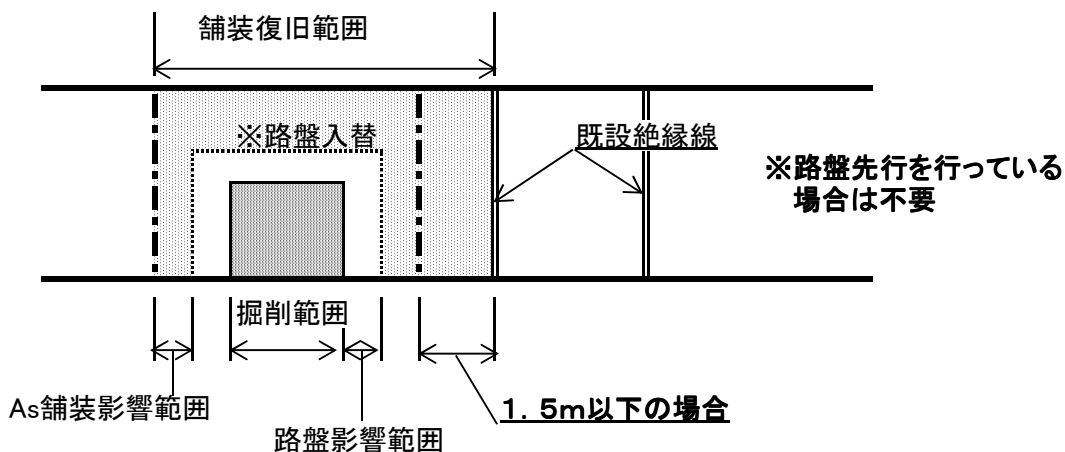 舗装復旧範囲
※路盤入替
既設絶縁線
※路盤先行を行っている
場合は不要
掘削範囲
As舗装影響範囲
1．5m以下の場合
路盤影響範囲